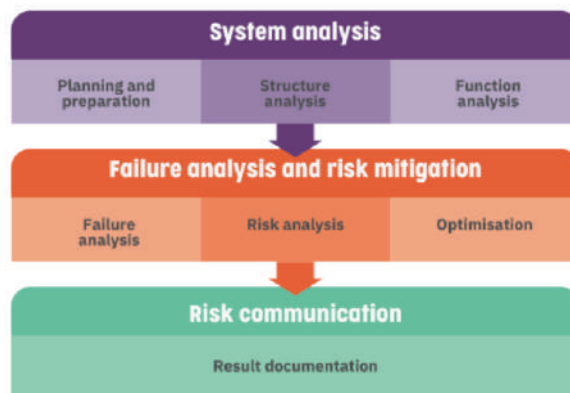 System analysis
Planning and
preparation
Structure
analysis
Function
analysis
Failure analysis and risk mitigation
Failure
analysis
Risk analysis
Optimisation
Risk communication
Result documentation